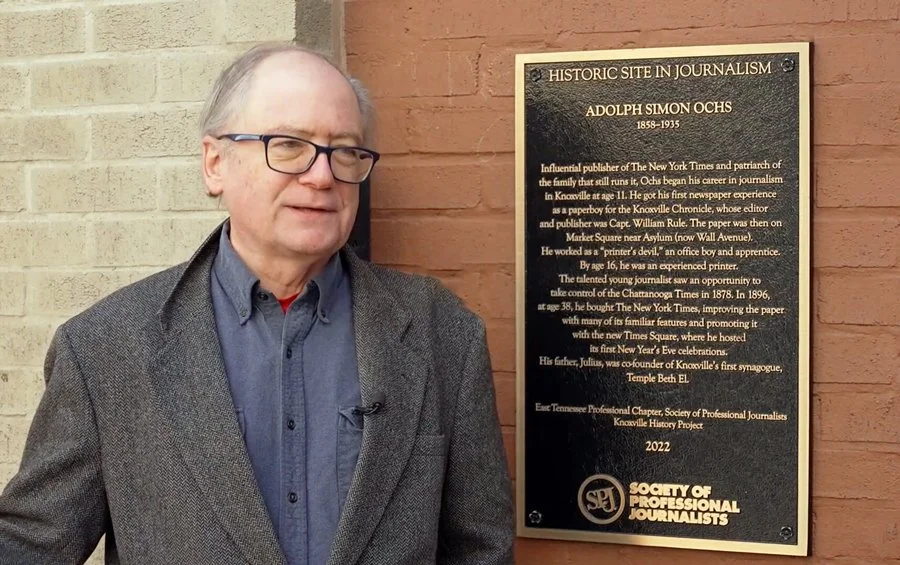 HISTORIC SITE IN JOURNALISM
ADOLPH SIMON OCHS
1858–1935
Influential publisher of The New York Times and patriarch of
the family that still runs it, Ochs began his career in journalism
in Knoxville at age 11. He got his first newspaper experience
as a paperboy for the Knoxville Chronicle, whose editor
and publisher was Capt. William Rule. The paper was then on
Market Square near Asylum (now Wall Avenue).
He worked as a "printer's devil," an office boy and apprentice.
By age 16, he was an experienced printer.
The talented young journalist saw an opportunity to
take control of the Chattanooga Times in 1878. In 1896,
at age 38, he bought The New York Times, improving the paper
with many of its familiar features and promoting it
with the new Times Square, where he hosted
its first New Year's Eve celebrations.
His father, Julius, was co-founder of Knoxville's first synagogue,
Temple Beth El.
East Tennessee Professional Chapter, Society of Professional Journalists
Knoxville History Project
2022
SPJ
SOCIETY OF
PROFESSIONAL
JOURNALISTS